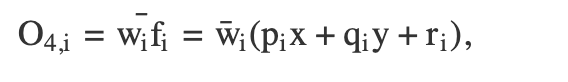 O₄,ᵢ = w̄ᵢfᵢ = w̄ᵢ(pᵢx + qᵢy + rᵢ),